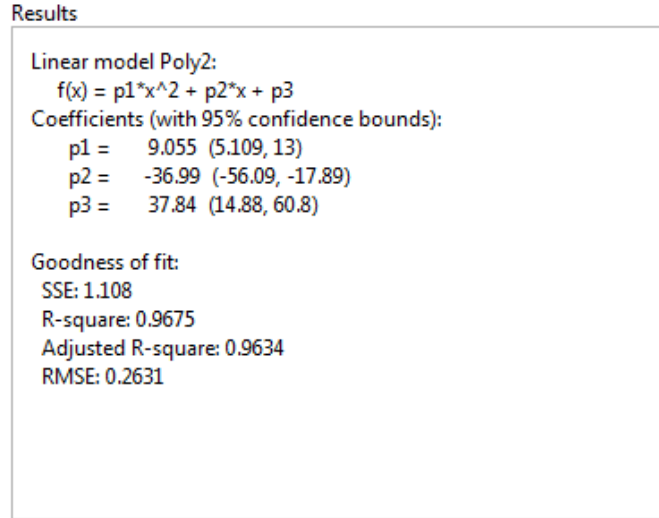 Results
Linear model Poly2:
f(x) = p1*x^2 + p2*x + p3
Coefficients (with 95% confidence bounds):
p1 = 9.055 (5.109, 13)
p2 = -36.99 (-56.09, -17.89)
p3 = 37.84 (14.88, 60.8)
Goodness of fit:
SSE: 1.108
R-square: 0.9675
Adjusted R-square: 0.9634
RMSE: 0.2631